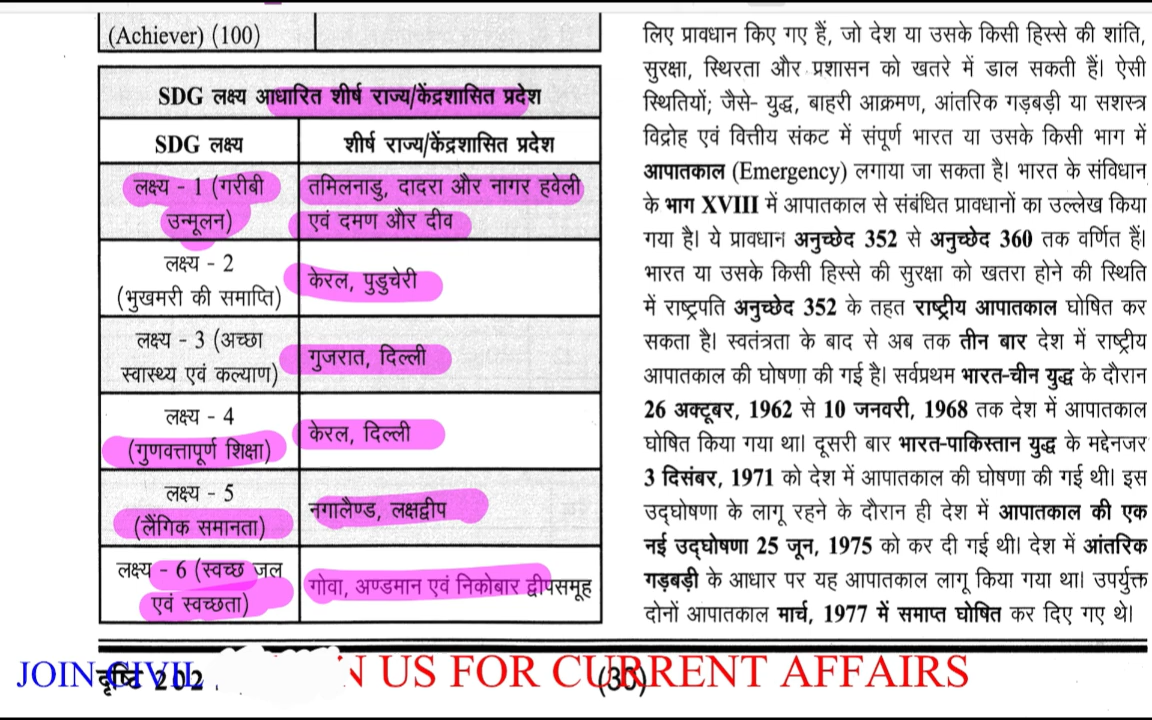 (Achiever) (100)
SDG लक्ष्य आधारित शीर्ष राज्य/केंद्रशासित प्रदेश
SDG लक्ष्य
शीर्ष राज्य/केंद्रशासित प्रदेश
लक्ष्य - 1 (गरीबी
उन्मूलन)
तमिलनाडु, दादरा और नागर हवेली
एवं दमण और दीव
लक्ष्य - 2
(भुखमरी की समाप्ति)
केरल, पुडुचेरी
लक्ष्य - 3 (अच्छा
स्वास्थ्य एवं कल्याण)
गुजरात, दिल्ली
लक्ष्य - 4
(गुणवत्तापूर्ण शिक्षा)
केरल, दिल्ली
लक्ष्य - 5
(लैंगिक समानता)
नगालैण्ड, लक्षद्वीप
लक्ष्य - 6 (स्वच्छ जल
एवं स्वच्छता)
गोवा, अण्डमान एवं निकोबार द्वीपसमूह
लिए प्रावधान किए गए हैं, जो देश या उसके किसी हिस्से की शांति,
सुरक्षा, स्थिरता और प्रशासन को खतरे में डाल सकती हैं। ऐसी
स्थितियों; जैसे- युद्ध, बाहरी आक्रमण, आंतरिक गड़बड़ी या सशस्त्र
विद्रोह एवं वित्तीय संकट में संपूर्ण भारत या उसके किसी भाग में
आपातकाल (Emergency) लगाया जा सकता है। भारत के संविधान
के भाग XVIII में आपातकाल से संबंधित प्रावधानों का उल्लेख किया
गया है। ये प्रावधान अनुच्छेद 352 से अनुच्छेद 360 तक वर्णित हैं।
भारत या उसके किसी हिस्से की सुरक्षा को खतरा होने की स्थिति
में राष्ट्रपति अनुच्छेद 352 के तहत राष्ट्रीय आपातकाल घोषित कर
सकता है। स्वतंत्रता के बाद से अब तक तीन बार देश में राष्ट्रीय
आपातकाल की घोषणा की गई है। सर्वप्रथम भारत-चीन युद्ध के दौरान
26 अक्टूबर, 1962 से 10 जनवरी, 1968 तक देश में आपातकाल
घोषित किया गया था। दूसरी बार भारत-पाकिस्तान युद्ध के मद्देनजर
3 दिसंबर, 1971 को देश में आपातकाल की घोषणा की गई थी। इस
उद्घोषणा के लागू रहने के दौरान ही देश में आपातकाल की एक
नई उद्घोषणा 25 जून, 1975 को कर दी गई थी। देश में आंतरिक
गड़बड़ी के आधार पर यह आपातकाल लागू किया गया था। उपर्युक्त
दोनों आपातकाल मार्च, 1977 में समाप्त घोषित कर दिए गए थे।
JOIN CIVIL N US FOR CURRENT AFFAIRS
दृष्टि 202
(30)